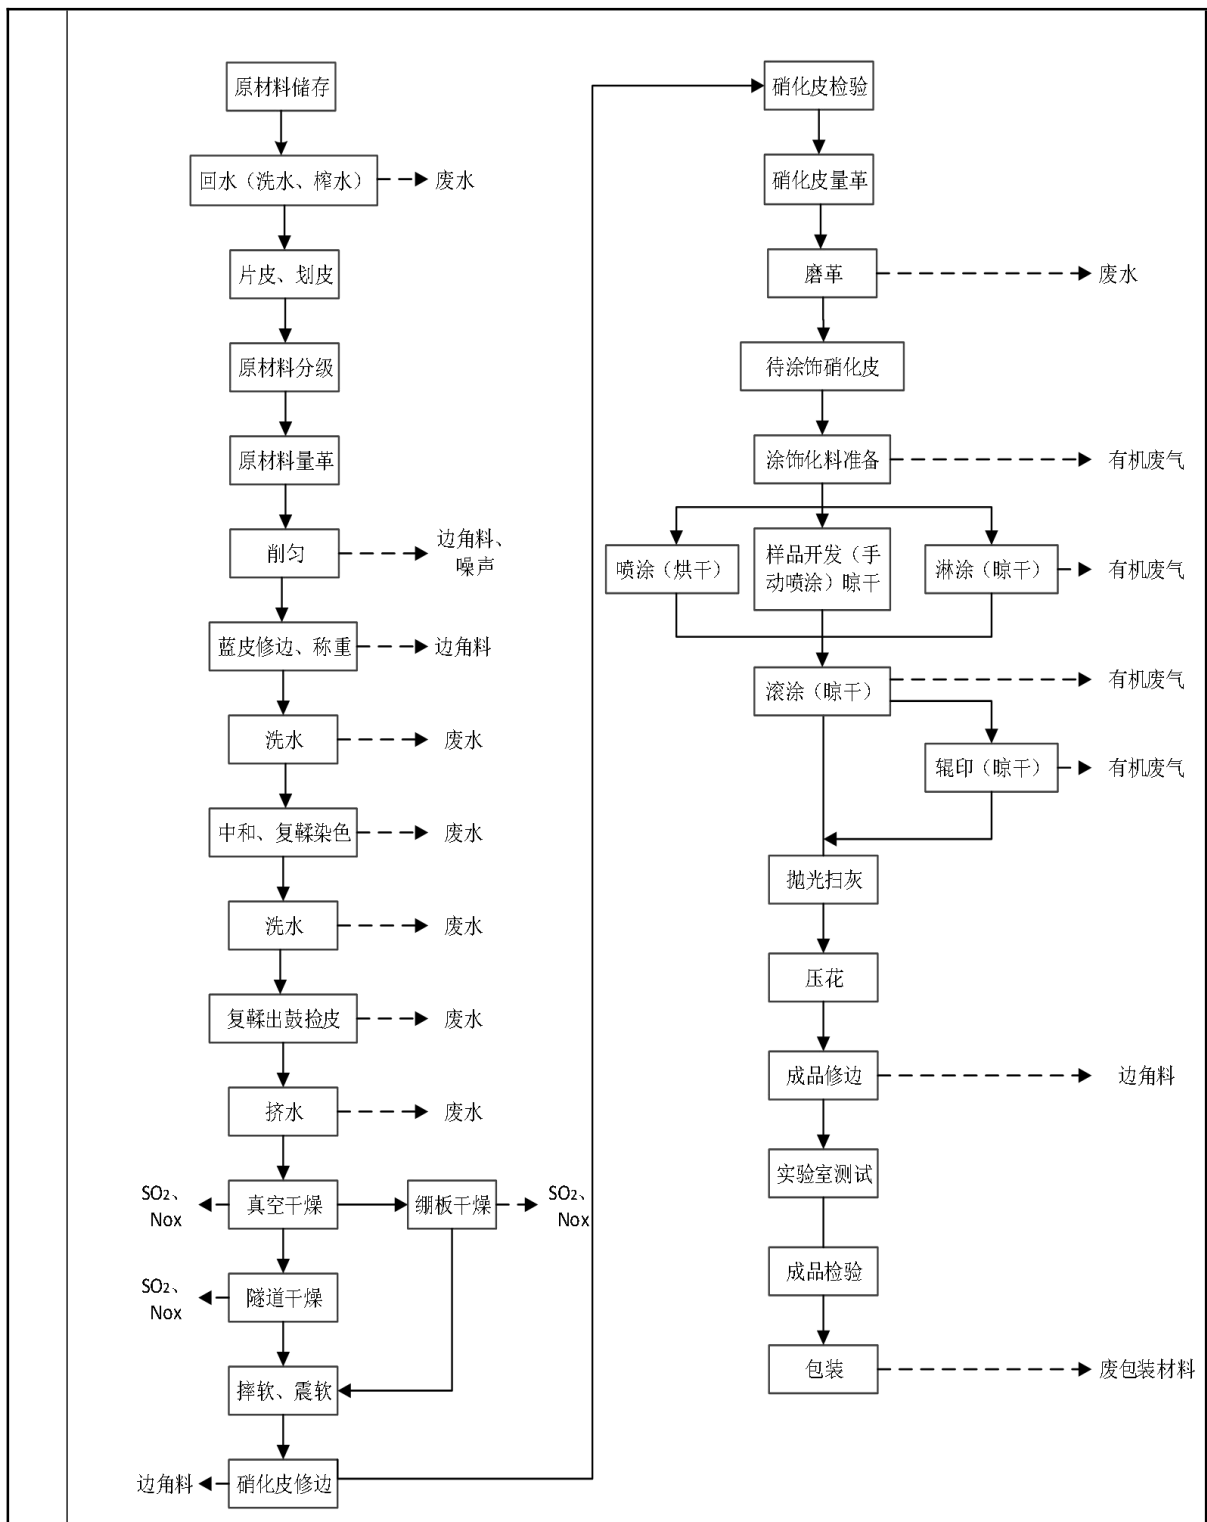 原材料储存
回水（洗水、榨水）
废水
片皮、划皮
原材料分级
原材料量革
削匀
边角料、
噪声
蓝皮修边、称重
边角料
洗水
废水
中和、复鞣染色
废水
洗水
废水
复鞣出鼓捡皮
废水
挤水
废水
SO₂、
Nox
真空干燥
绷板干燥
SO₂、
Nox
SO₂、
Nox
隧道干燥
摔软、震软
边角料
硝化皮修边
硝化皮检验
硝化皮量革
磨革
废水
待涂饰硝化皮
涂饰化料准备
有机废气
喷涂（烘干）
样品开发（手
动喷涂）晾干
淋涂（晾干）
有机废气
滚涂（晾干）
有机废气
辊印（晾干）
有机废气
抛光扫灰
压花
成品修边
边角料
实验室测试
成品检验
包装
废包装材料